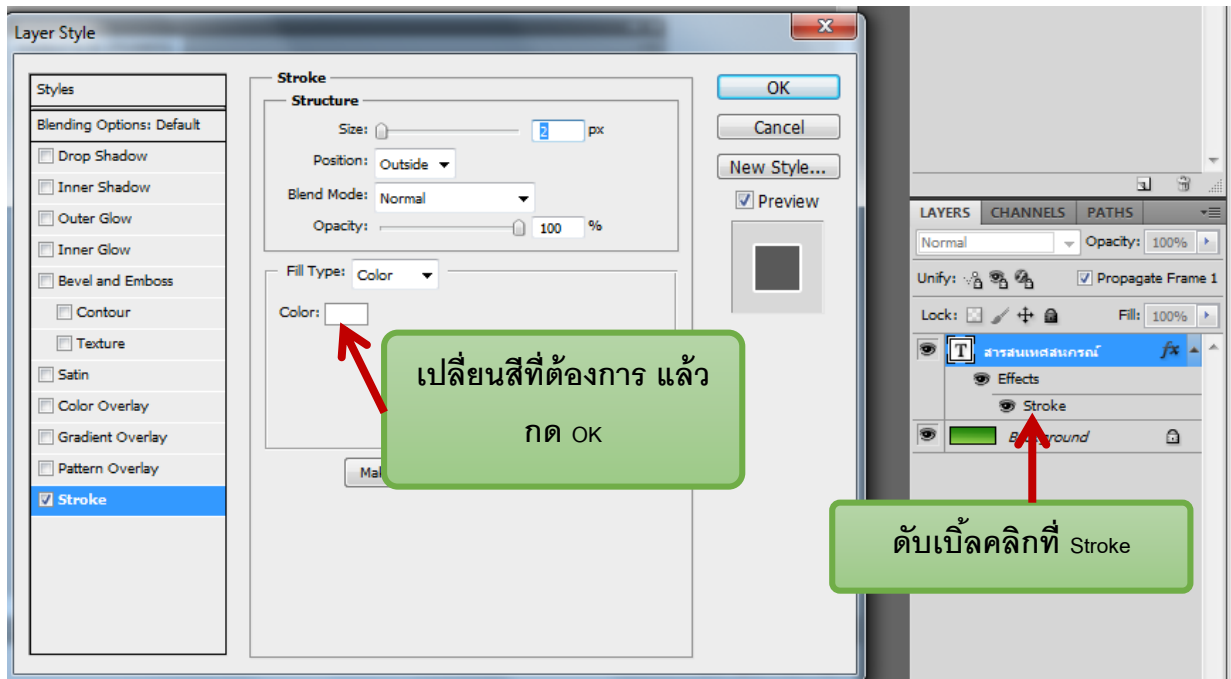 Layer Style
Styles
Blending Options: Default
Drop Shadow
Inner Shadow
Outer Glow
Inner Glow
Bevel and Emboss
Contour
Texture
Satin
Color Overlay
Gradient Overlay
Pattern Overlay
Stroke
Stroke
Structure
Size: 2 px
Position: Outside
Blend Mode: Normal
Opacity: 100 %
Fill Type: Color
Color:
เปลี่ยนสีที่ต้องการ แล้ว
กด OK
OK
Cancel
New Style...
Preview
LAYERS CHANNELS PATHS
Normal Opacity: 100%
Unify: Propagate Frame 1
Lock: Fill: 100%
T สารสนเทศสนกรณ์ fx
Effects
Stroke
ดับเบิ้ลคลิกที่ Stroke